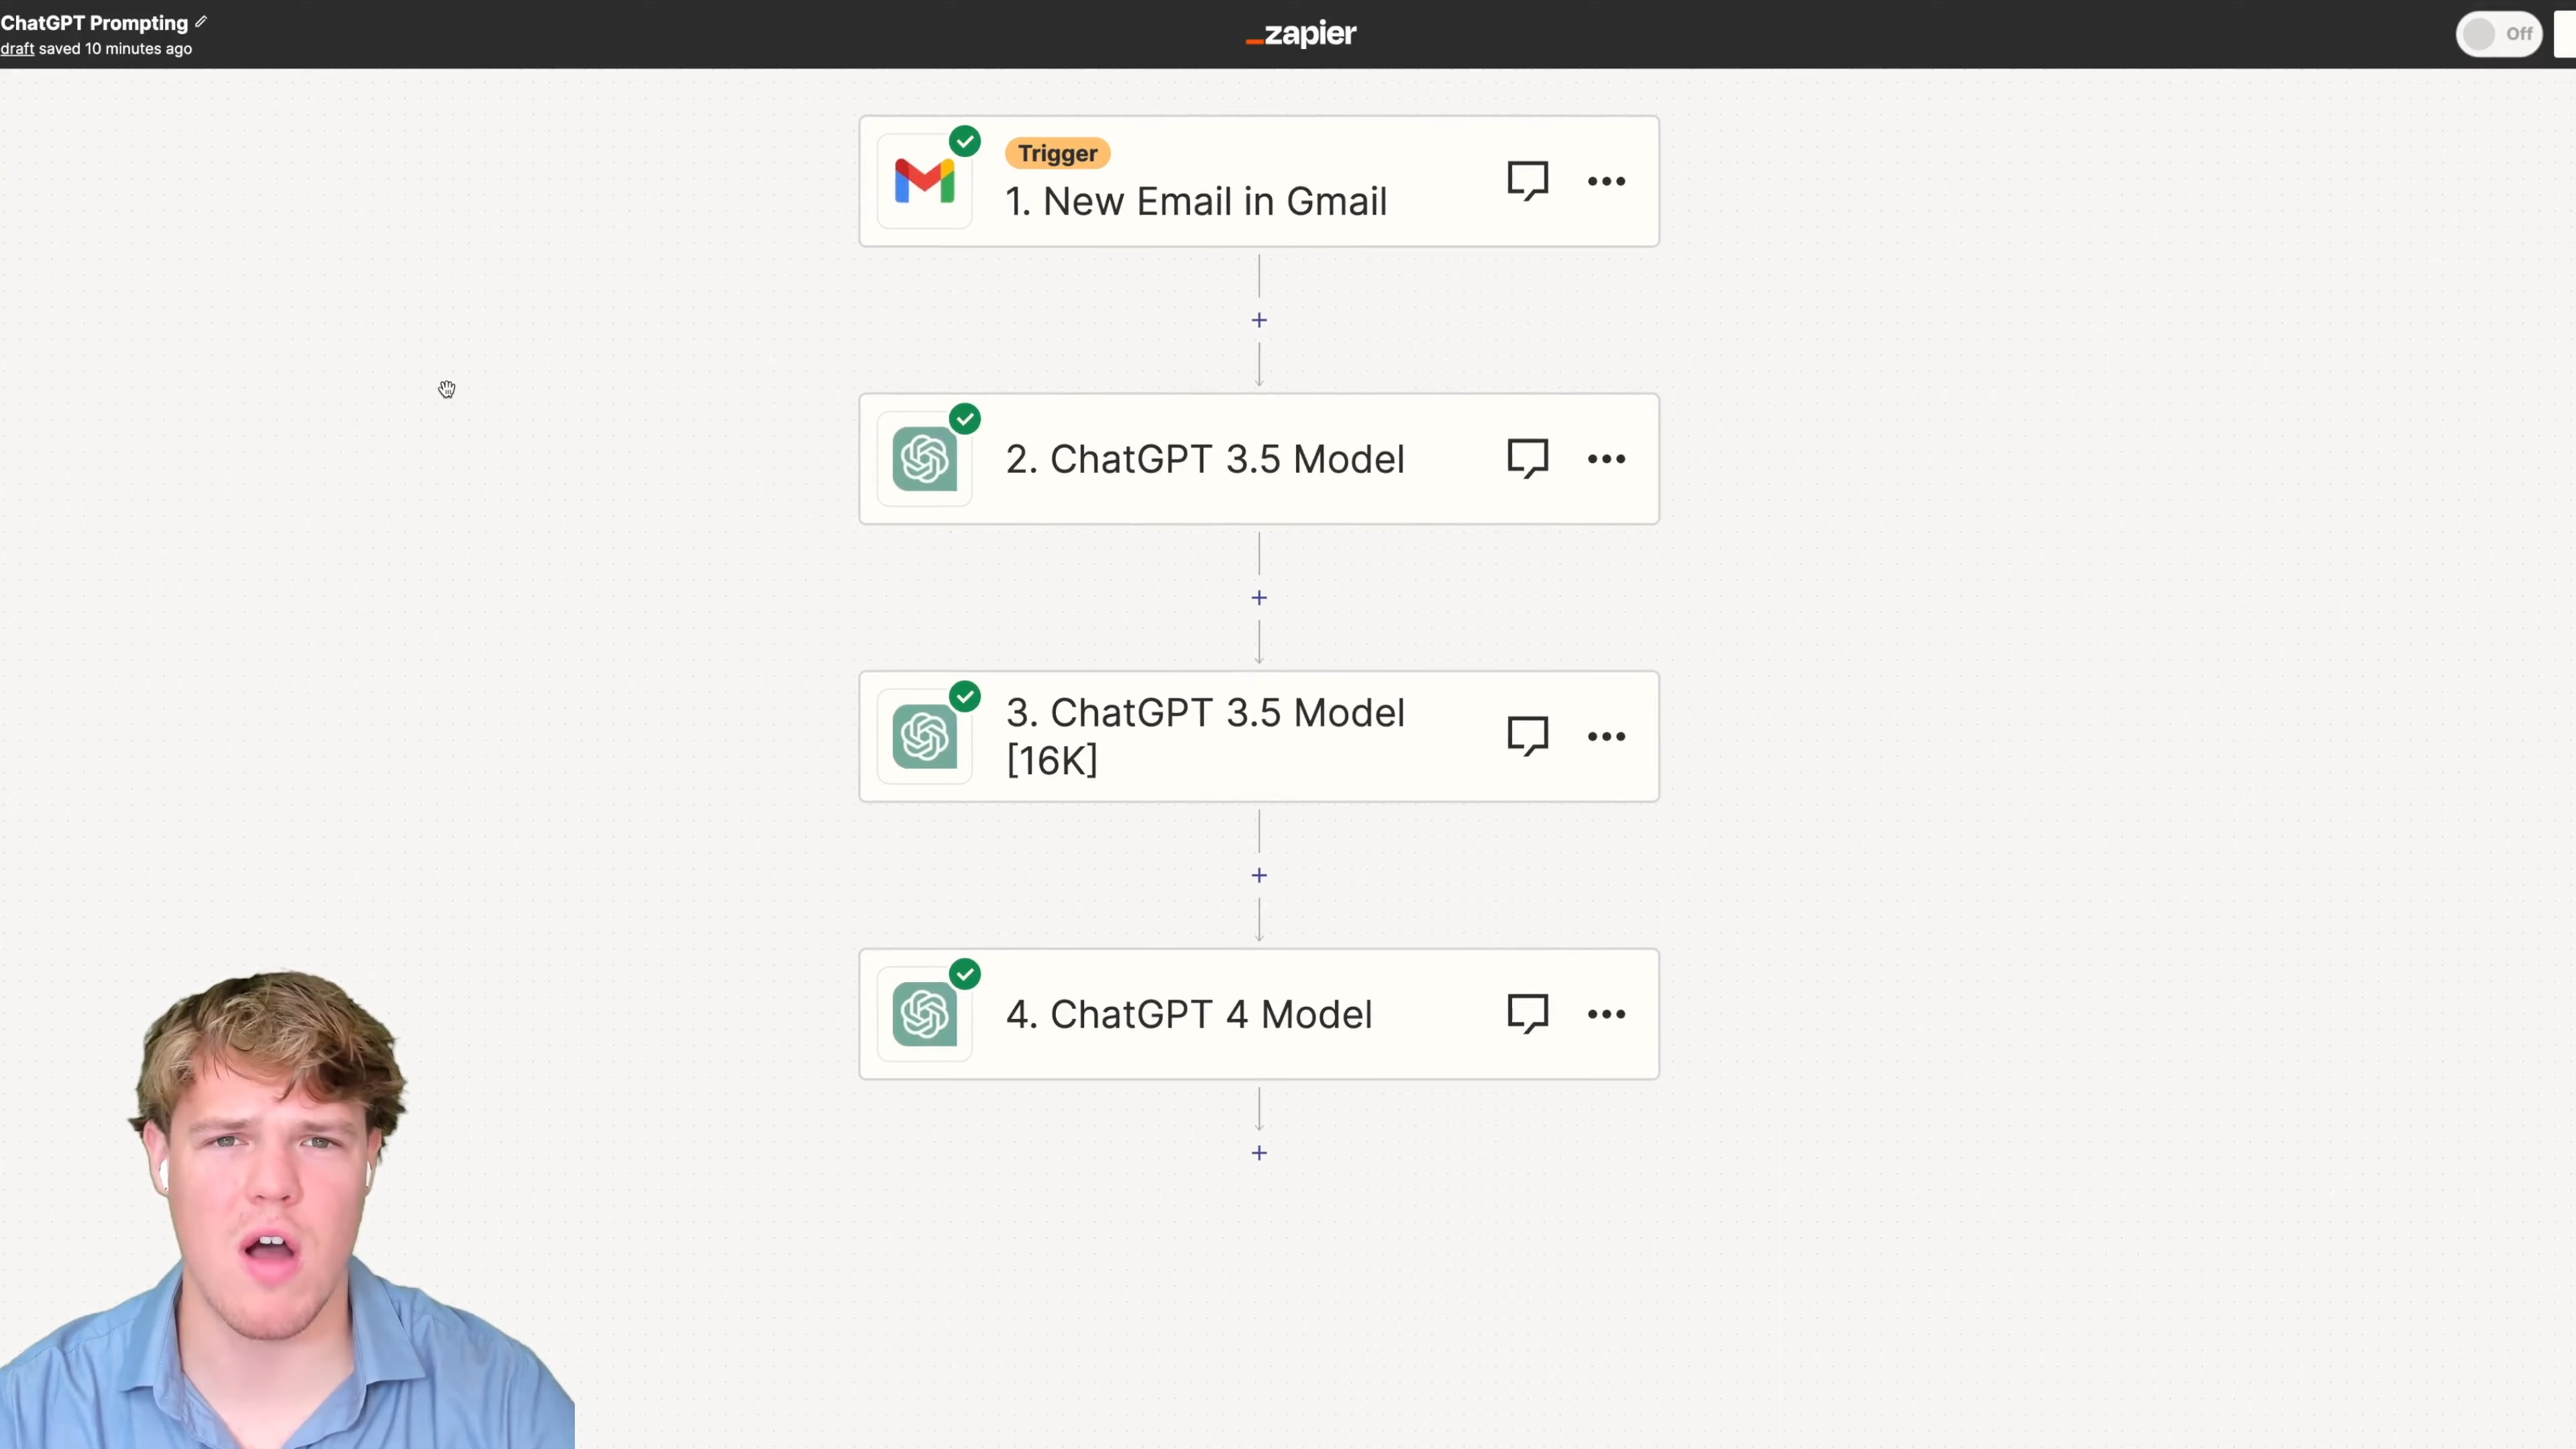 ChatGPT Prompting
draft saved 10 minutes ago
zapier
Off
Trigger
1. New Email in Gmail
2. ChatGPT 3.5 Model
3. ChatGPT 3.5 Model
[16K]
4. ChatGPT 4 Model